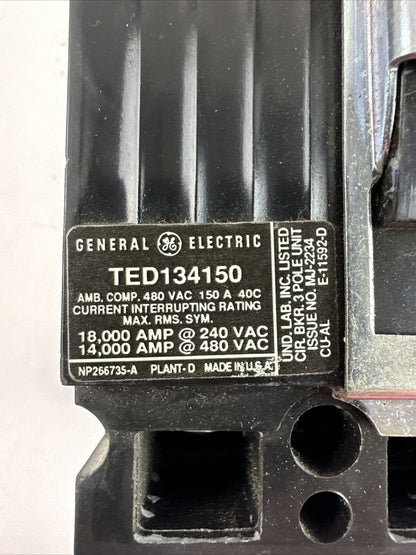 GENERAL GE ELECTRIC
TED134150
AMB. COMP. 480 VAC 150 A 40C
CURRENT INTERRUPTING RATING
MAX. RMS. SYM.
18,000 AMP @ 240 VAC
14,000 AMP @ 480 VAC
NP266735-A PLANT-D MADE IN U.S.A.
UND. LAB. INC. LISTED
CIR. BKR. 3 POLE UNIT
ISSUE NO. MJ-2234
CU-AL E-11592-D